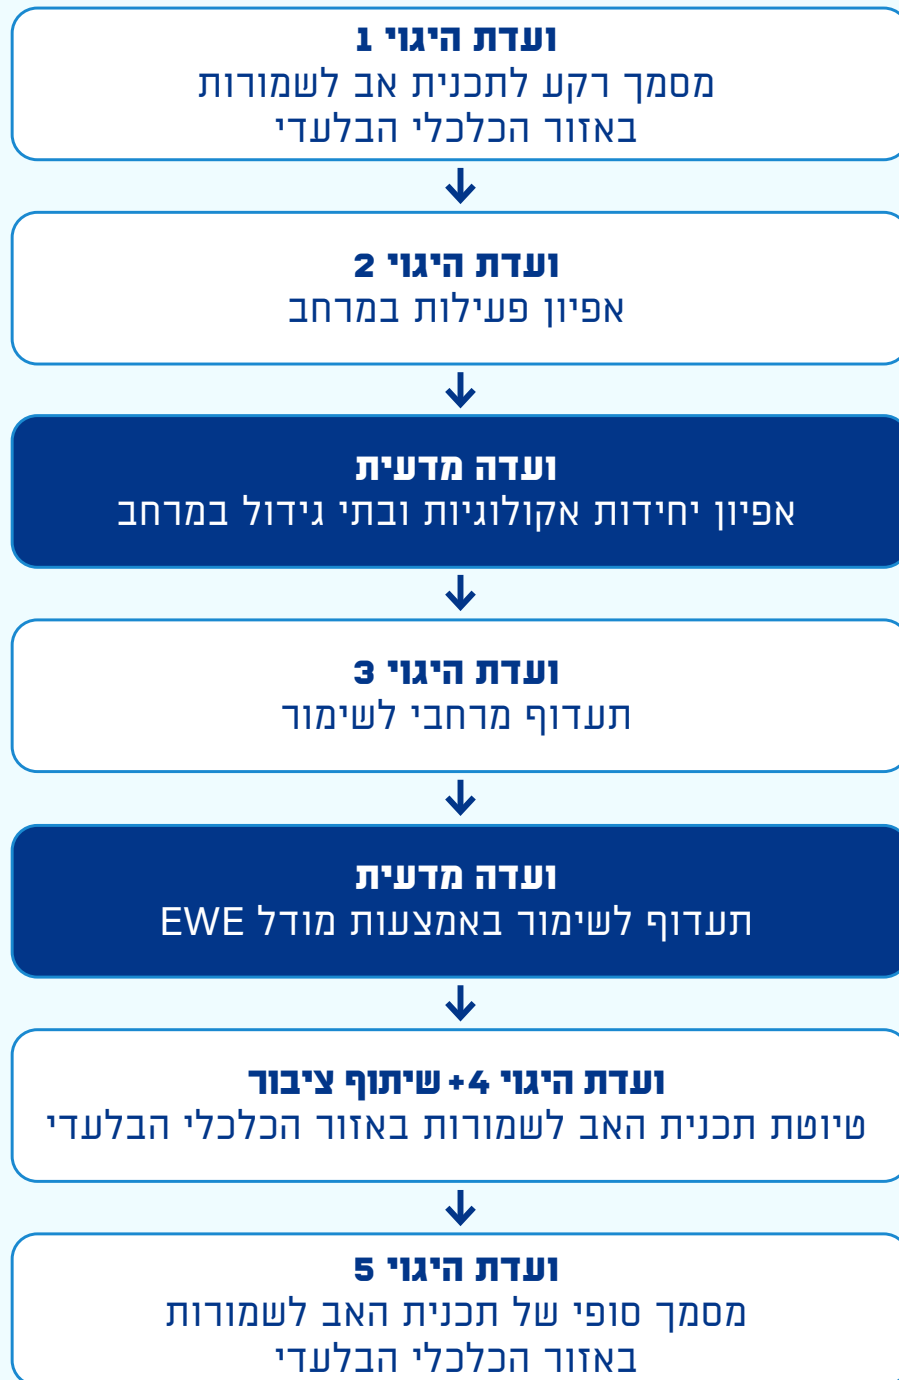 ועדת היגוי 1
מסמך רקע לתכנית אב לשמורות
באזור הכלכלי הבלעדי
ועדת היגוי 2
אפיון פעילות במרחב
ועדה מדעית
אפיון יחידות אקולוגיות ובתי גידול במרחב
ועדת היגוי 3
תעדוף מרחבי לשימור
ועדה מדעית
תעדוף לשימור באמצעות מודל EWE
ועדת היגוי 4+ שיתוף ציבור
טיוטת תכנית האב לשמורות באזור הכלכלי הבלעדי
ועדת היגוי 5
מסמך סופי של תכנית האב לשמורות
באזור הכלכלי הבלעדי